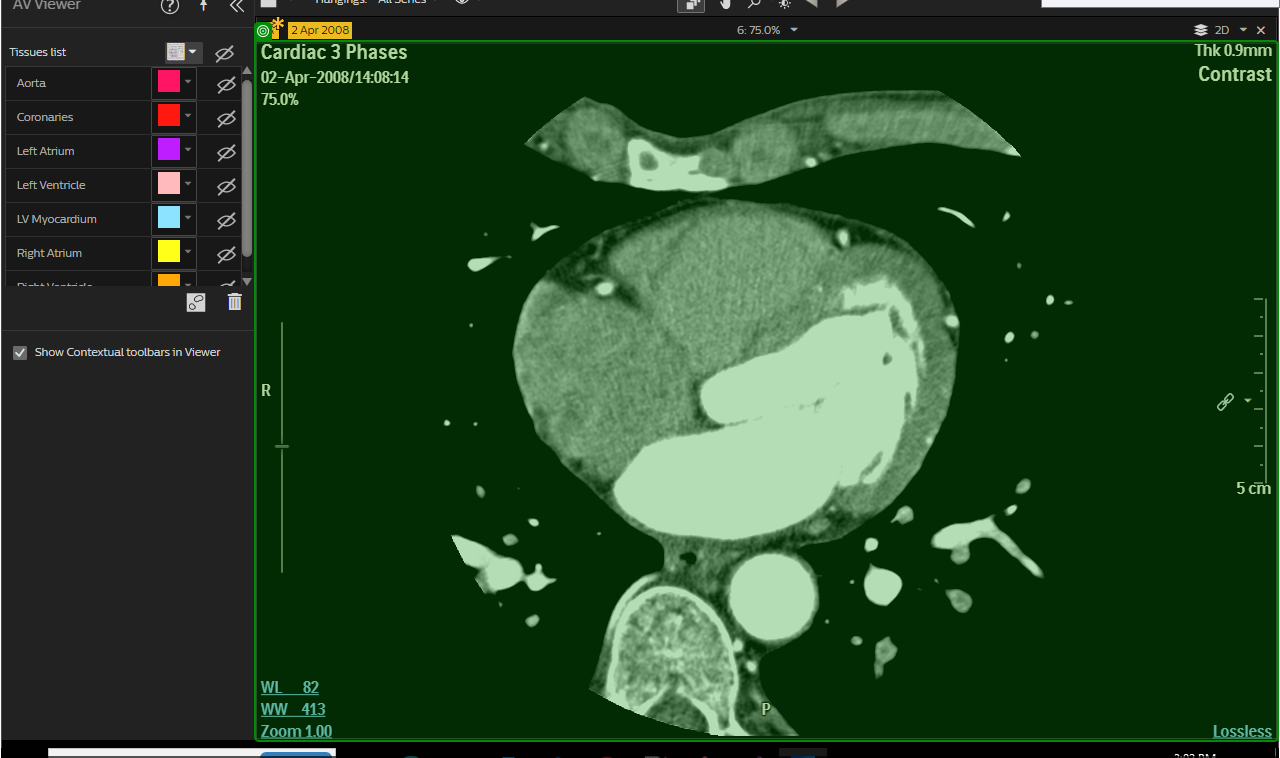 AV Viewer
Hangings: All Series
2 Apr 2008
6: 75.0%
2D
Tissues list
Aorta
Coronaries
Left Atrium
Left Ventricle
LV Myocardium
Right Atrium
Right Ventricle
Show Contextual toolbars in Viewer
Cardiac 3 Phases
02-Apr-2008/14:08:14
75.0%
Thk 0.9mm
Contrast
R
5 cm
P
WL 82
WW 413
Zoom 1.00
Lossless